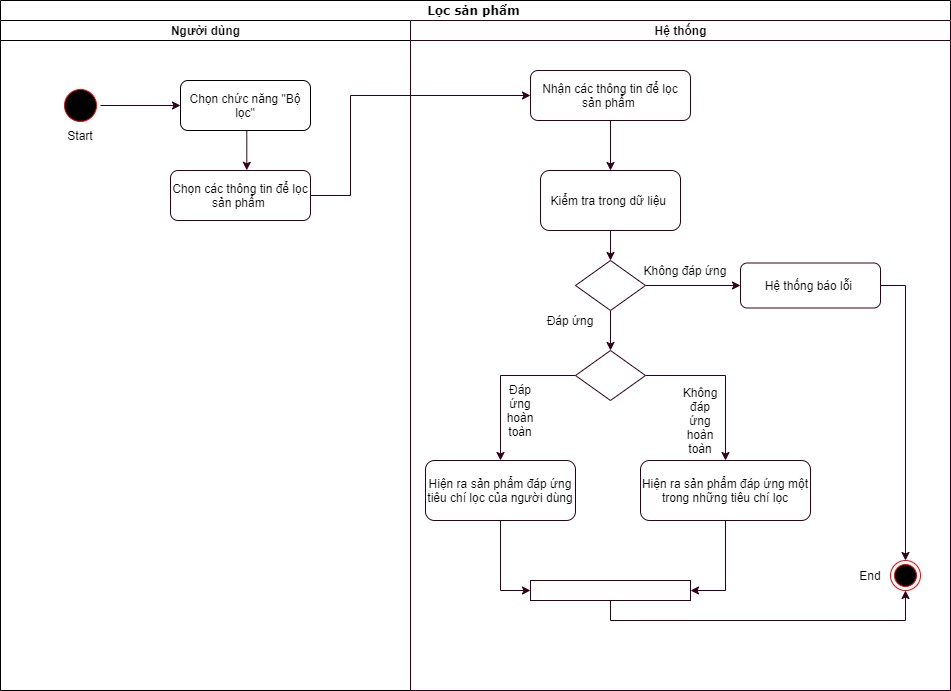 Lọc sản phẩm
Người dùng
Hệ thống
Start
Chọn chức năng "Bộ
lọc"
Chọn các thông tin để lọc
sản phẩm
Nhận các thông tin để lọc
sản phẩm
Kiểm tra trong dữ liệu
Không đáp ứng
Hệ thống báo lỗi
Đáp ứng
Đáp
ứng
hoàn
toàn
Không
đáp
ứng
hoàn
toàn
Hiện ra sản phẩm đáp ứng
tiêu chí lọc của người dùng
Hiện ra sản phẩm đáp ứng một
trong những tiêu chí lọc
End